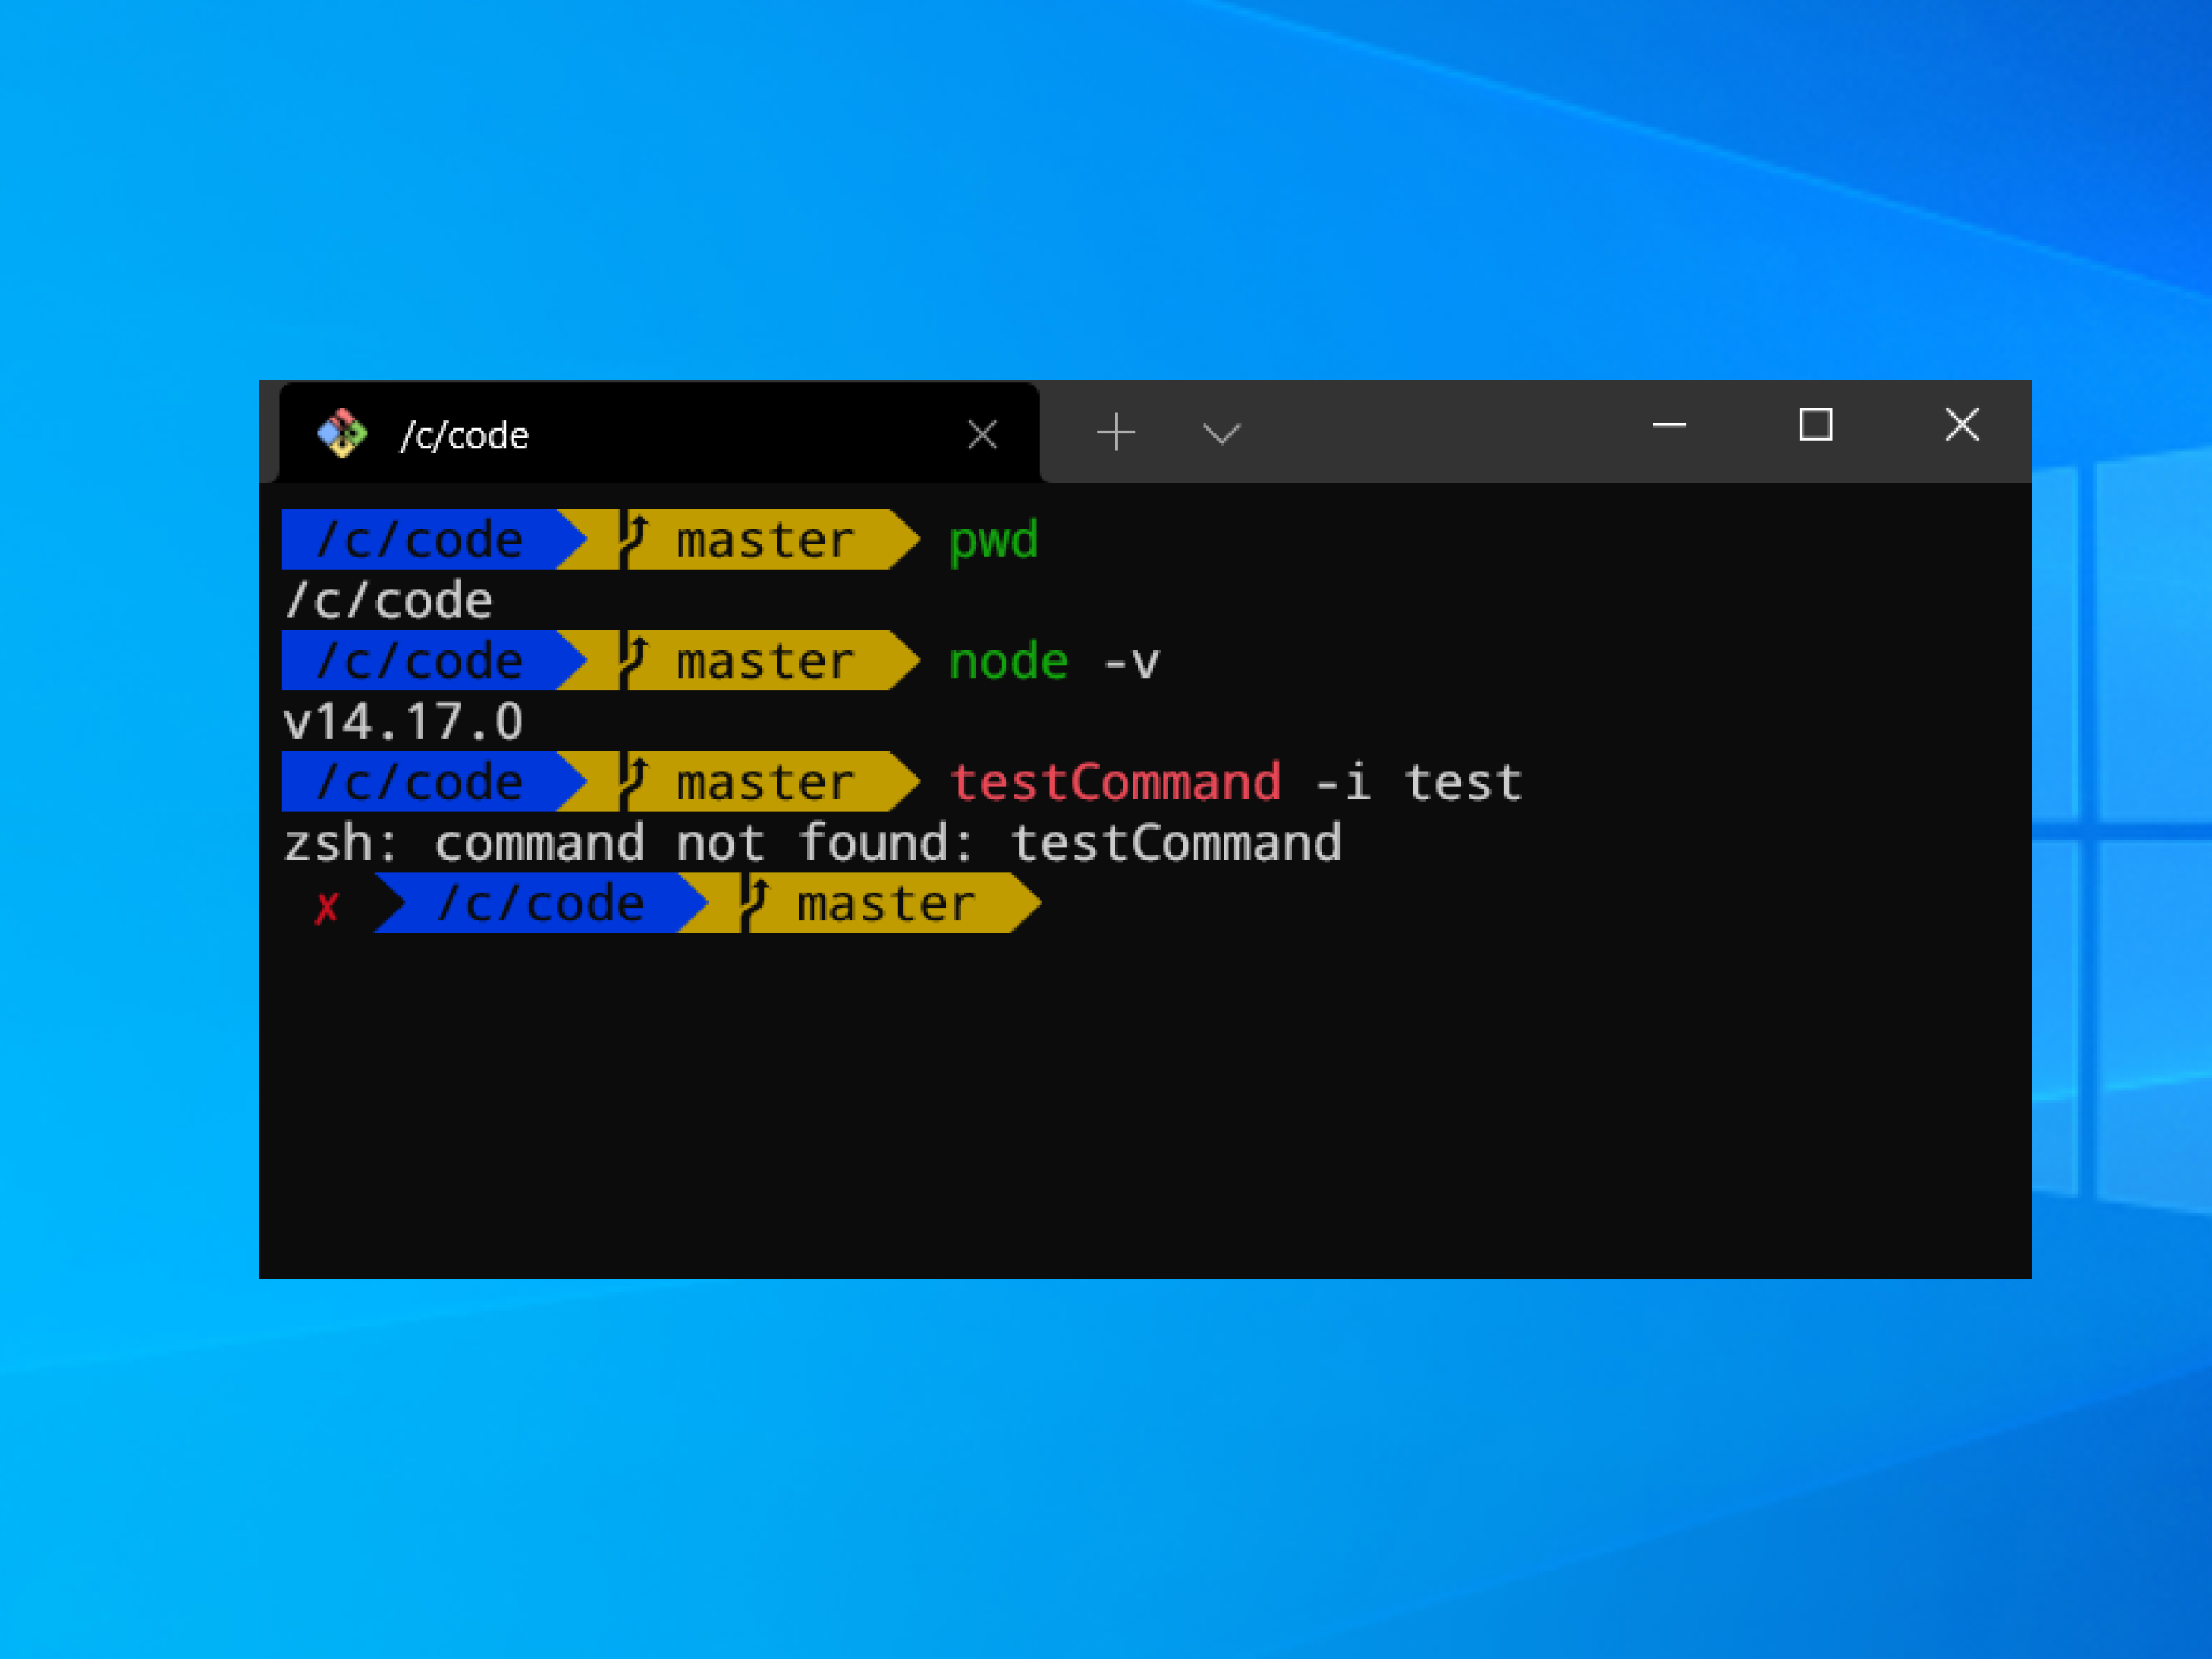 /c/code
/c/code master pwd
/c/code
/c/code master node -v
v14.17.0
/c/code master testCommand -i test
zsh: command not found: testCommand
✗ /c/code master